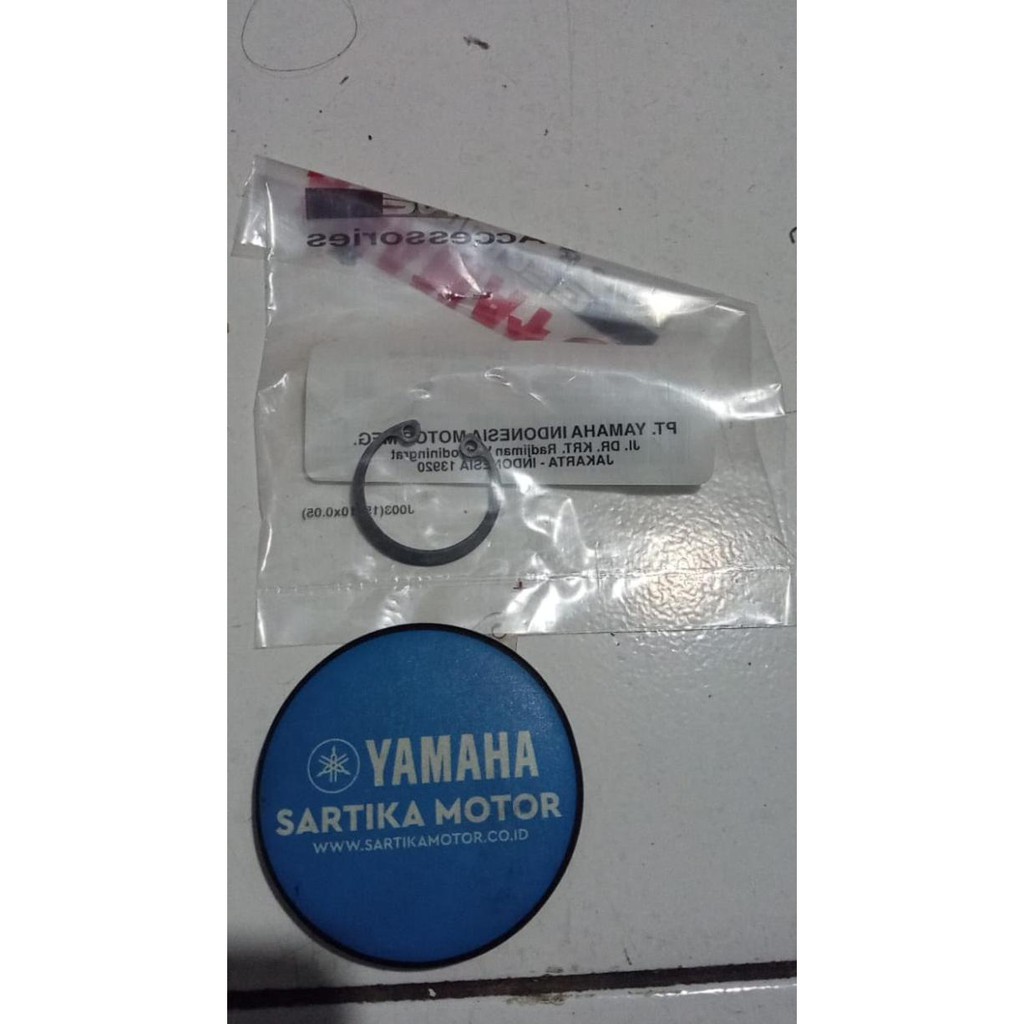 Accessories
PT. YAMAHA INDONESIA MOTOR MFG.
Jl. DR. KRT. Radjiman
JAKARTA - INDONESIA 13920
YAMAHA
SARTIKA MOTOR
WWW.SARTIKAMOTOR.CO.ID